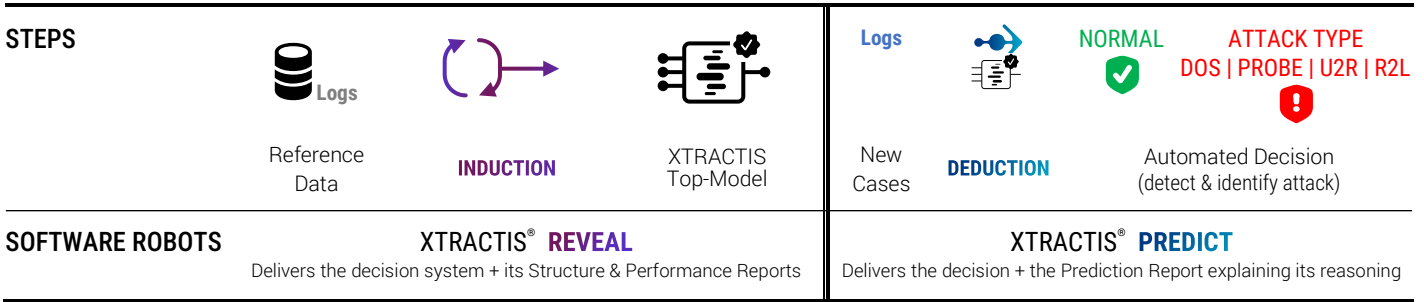 STEPS
Logs
Reference
Data
INDUCTION
XTRACTIS
Top-Model
Logs
NORMAL
ATTACK TYPE
DOS | PROBE | U2R | R2L
New
Cases
DEDUCTION
Automated Decision
(detect & identify attack)
SOFTWARE ROBOTS
XTRACTIS® REVEAL
Delivers the decision system + its Structure & Performance Reports
XTRACTIS® PREDICT
Delivers the decision + the Prediction Report explaining its reasoning